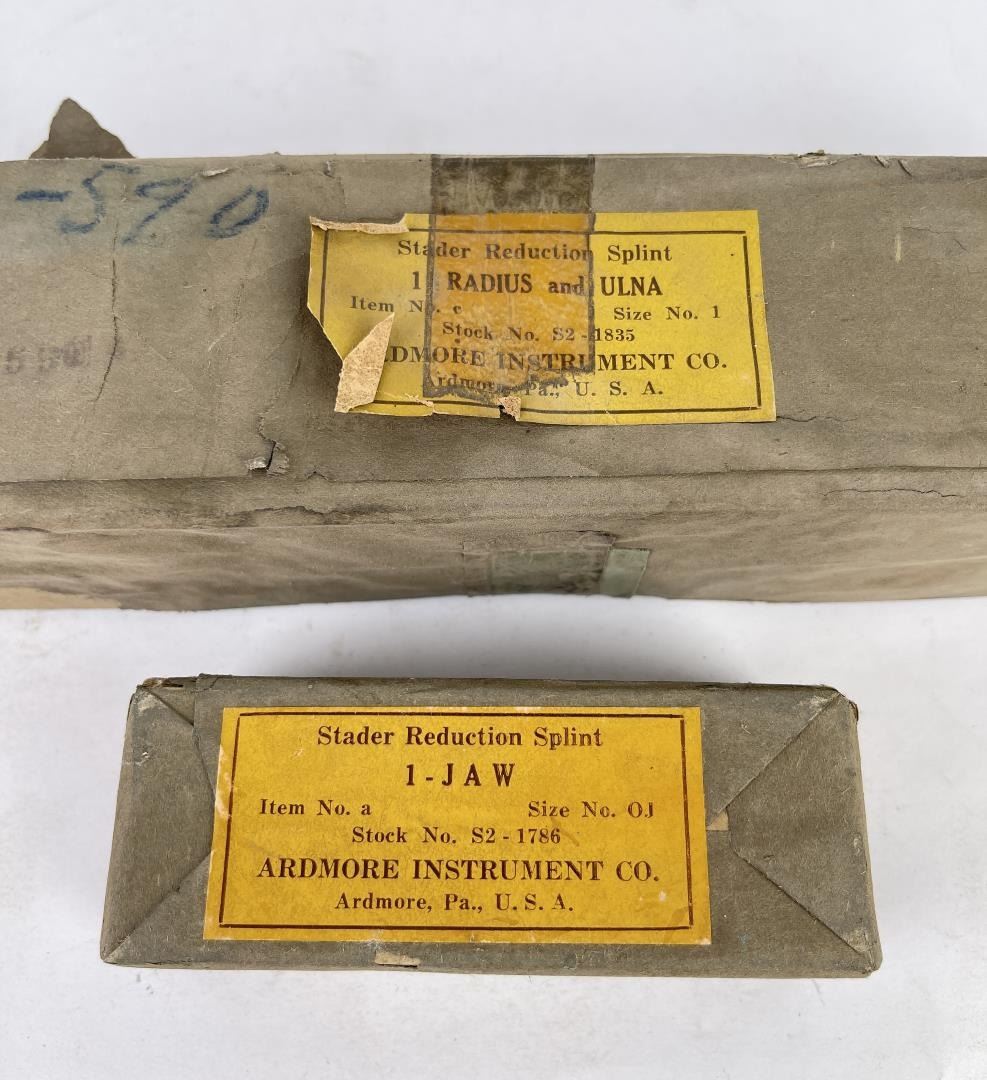 -590
Stader Reduction Splint
1 RADIUS and ULNA
Item No. c Size No. 1
Stock No. S2-1835
ARDMORE INSTRUMENT CO.
Ardmore, Pa., U. S. A.
Stader Reduction Splint
1-JAW
Item No. a Size No. OJ
Stock No. S2-1786
ARDMORE INSTRUMENT CO.
Ardmore, Pa., U. S. A.